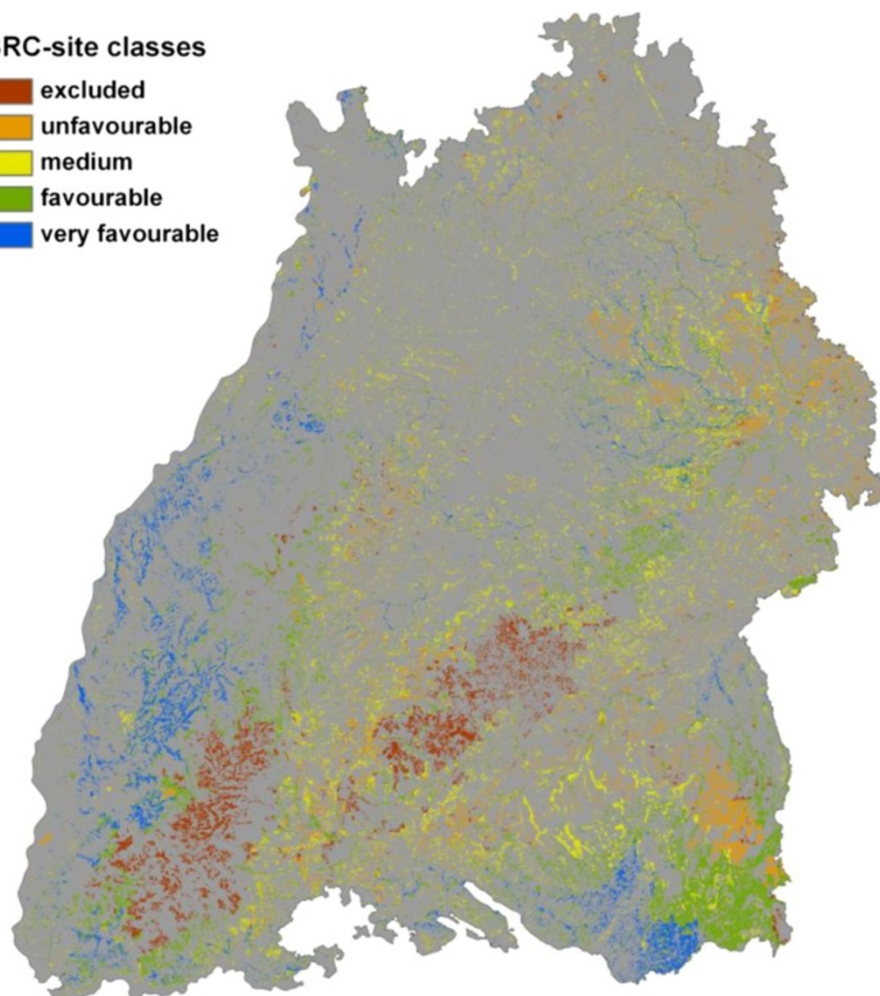 RC-site classes
excluded
unfavourable
medium
favourable
very favourable